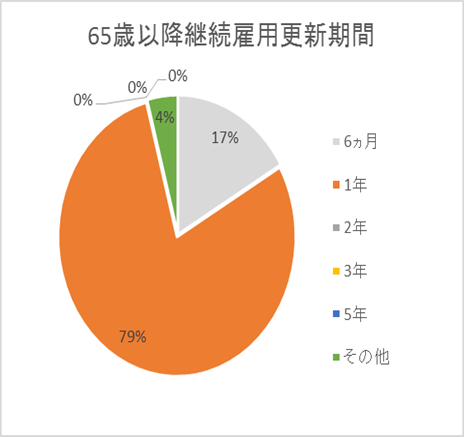 65歳以降継続雇用更新期間
0%
0%
0%
4%
17%
79%
6ヵ月
1年
2年
3年
5年
その他